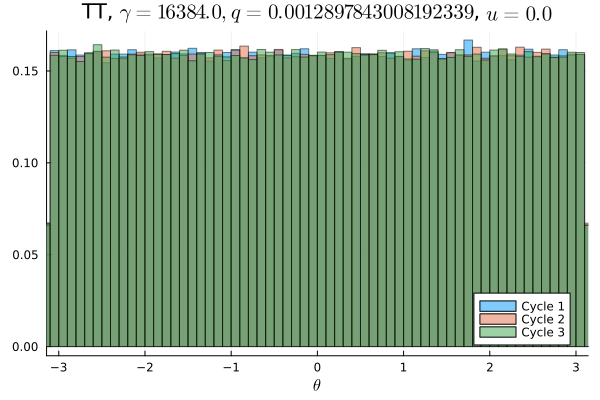 TT, γ = 16384.0, q = 0.0012897843008192339, u = 0.0
0.15
0.10
0.05
0.00
Cycle 1
Cycle 2
Cycle 3
−3 −2 −1 0 1 2 3
θ